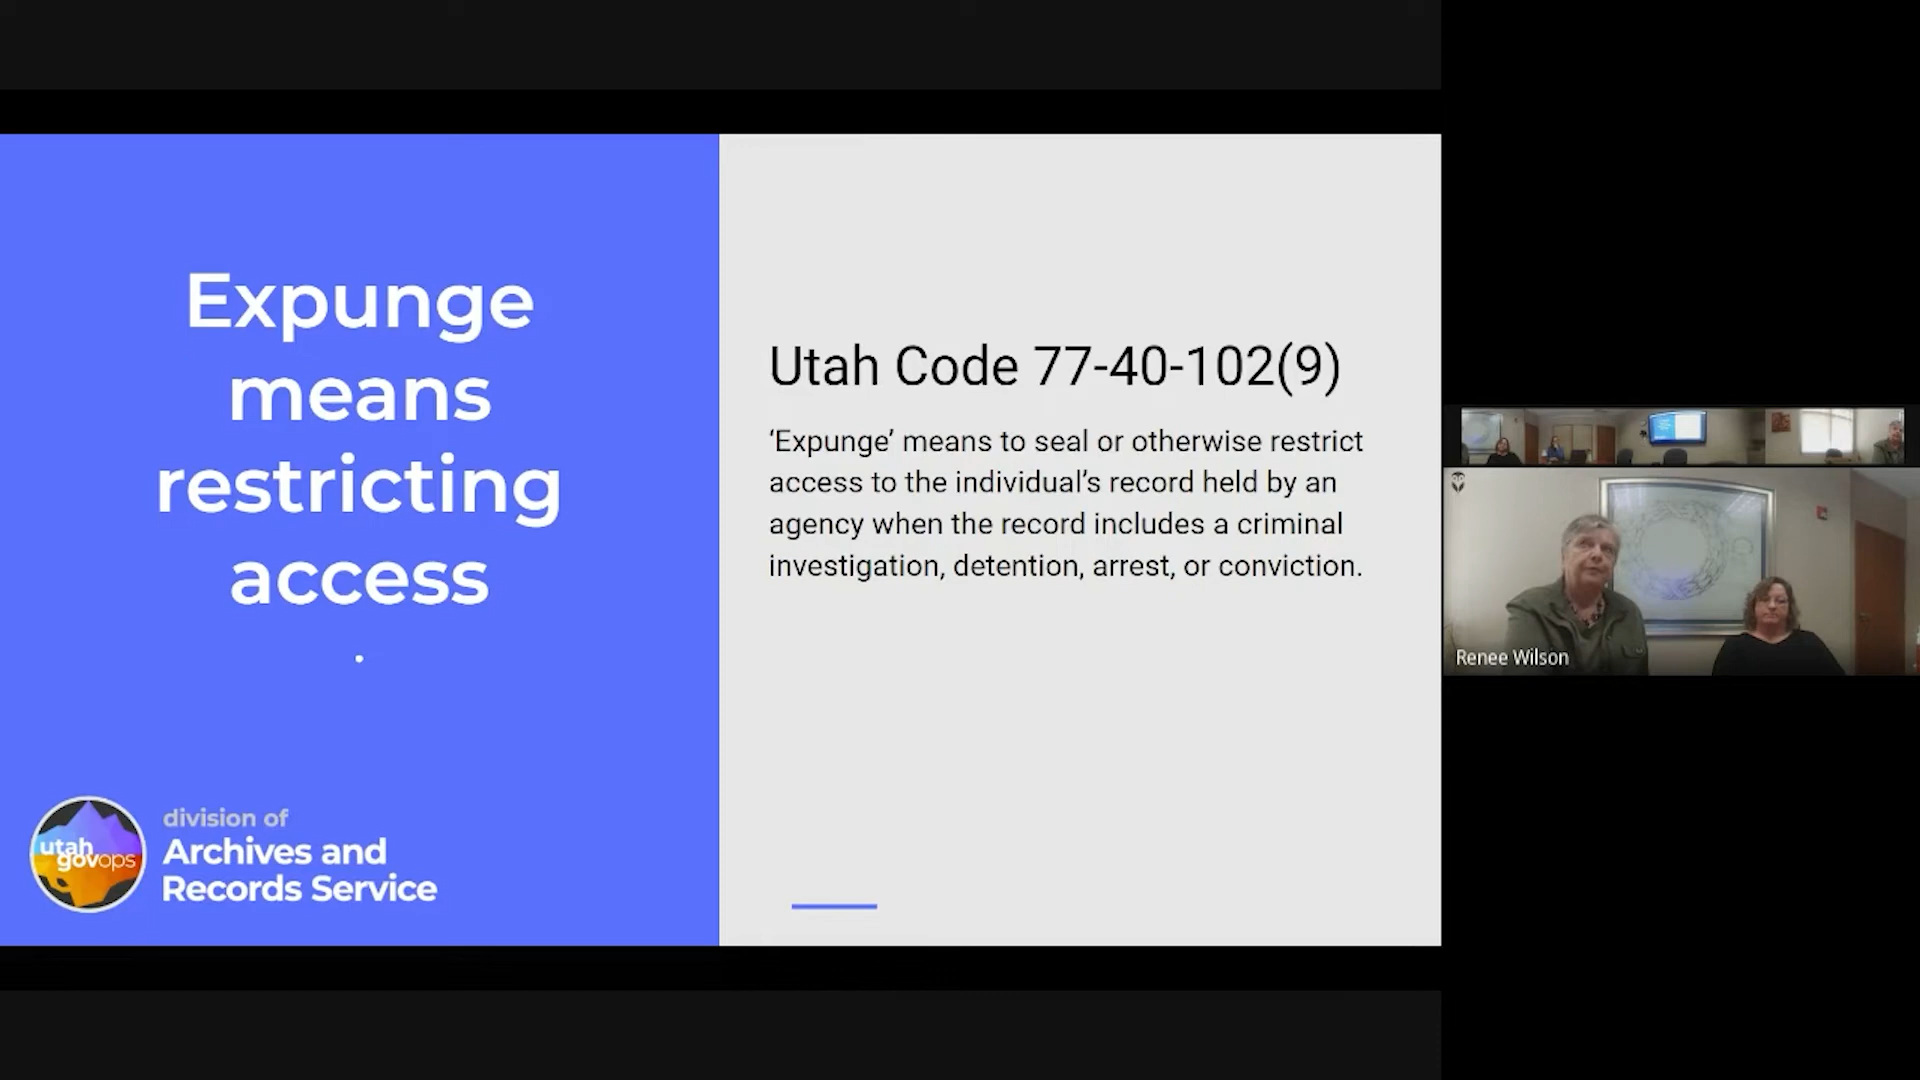 Expunge
means
restricting
access
.
Utah Code 77-40-102(9)
‘Expunge’ means to seal or otherwise restrict
access to the individual’s record held by an
agency when the record includes a criminal
investigation, detention, arrest, or conviction.
utah
govops
division of
Archives and
Records Service
Renee Wilson